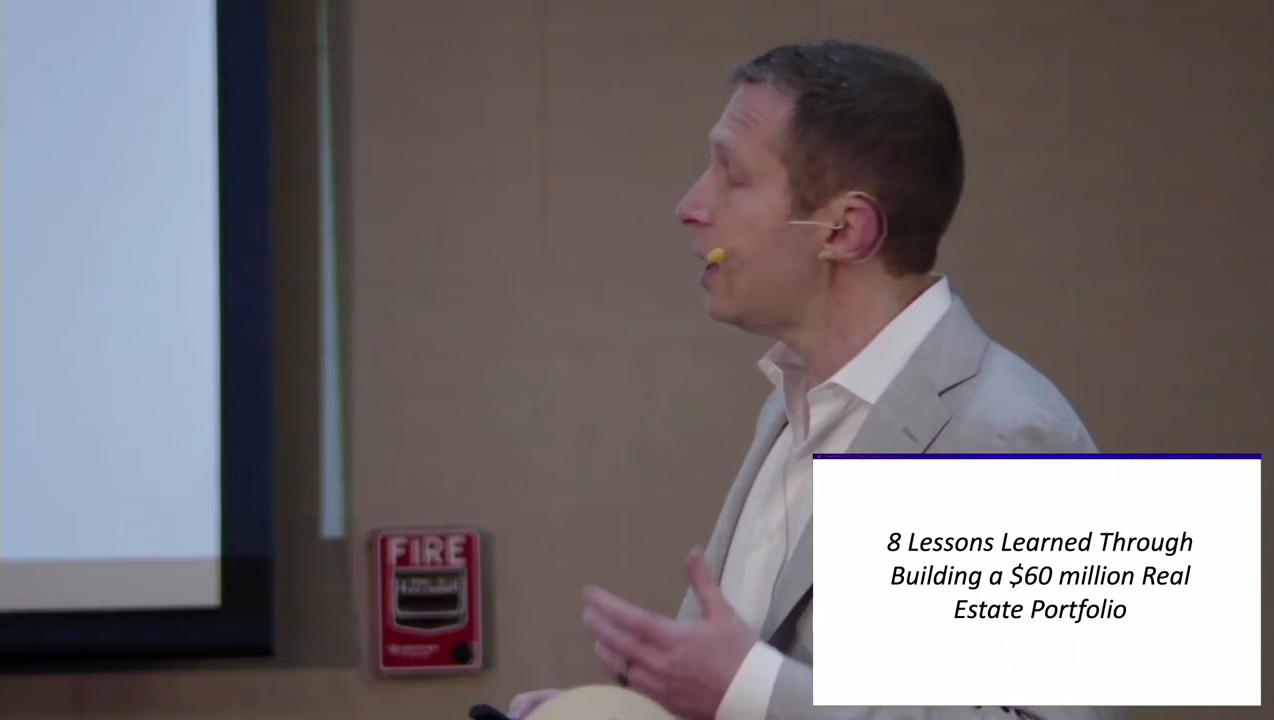 FIRE
8 Lessons Learned Through
Building a $60 million Real
Estate Portfolio